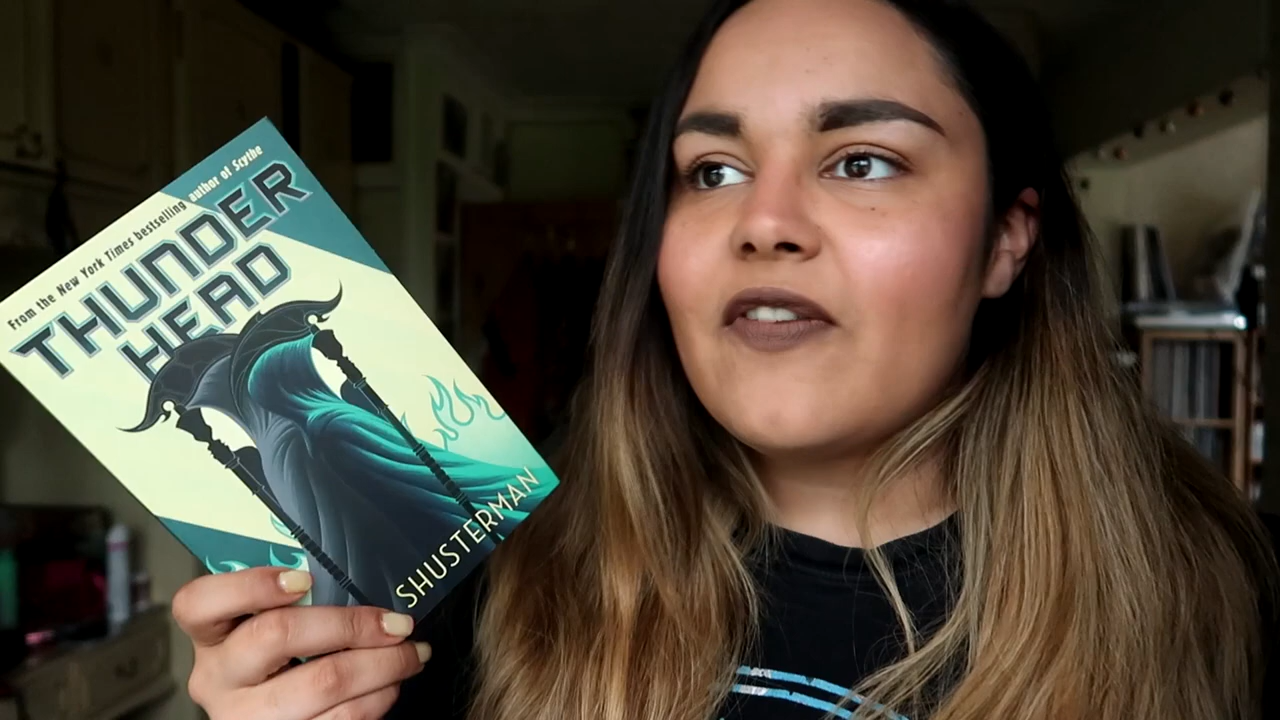 From the New York Times bestselling author of Scythe
THUNDER
HEAD
SHUSTERMAN